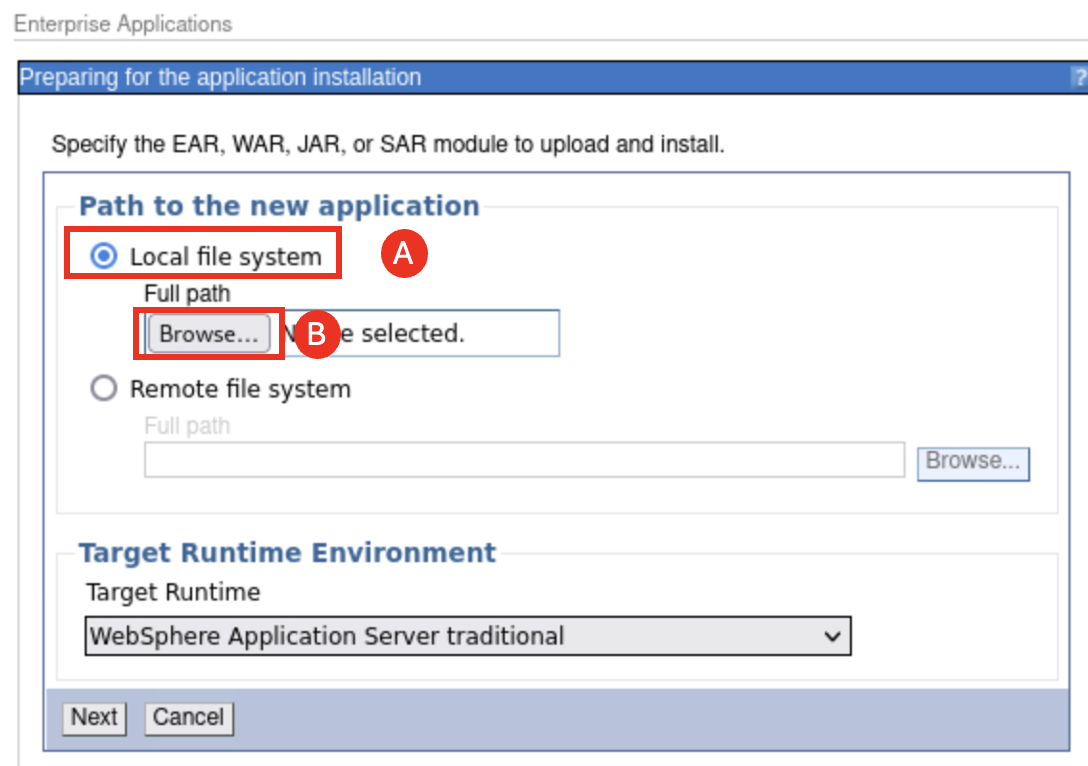 Enterprise Applications
Preparing for the application installation ?
Specify the EAR, WAR, JAR, or SAR module to upload and install.
Path to the new application
Local file system A
Full path
Browse... B selected.
Remote file system
Full path
Browse...
Target Runtime Environment
Target Runtime
WebSphere Application Server traditional
Next Cancel